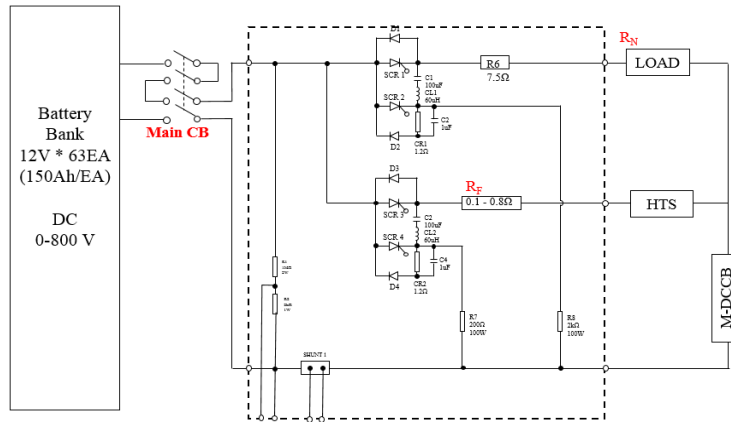 Battery
Bank
12V * 63EA
(150Ah/EA)
DC
0-800 V
Main CB
D1
SCR 1
C1
100uF
CL1
60uH
SCR 2
C2
1uF
CR1
1.2Ω
D2
R6
7.5Ω
R_N
LOAD
D3
SCR 3
C2
100uF
CL2
60uH
SCR 4
C4
1uF
CR2
1.2Ω
D4
R_F
0.1 - 0.8Ω
HTS
R7
200Ω
100W
R8
2kΩ
100W
M-DCCB
SHUNT 1